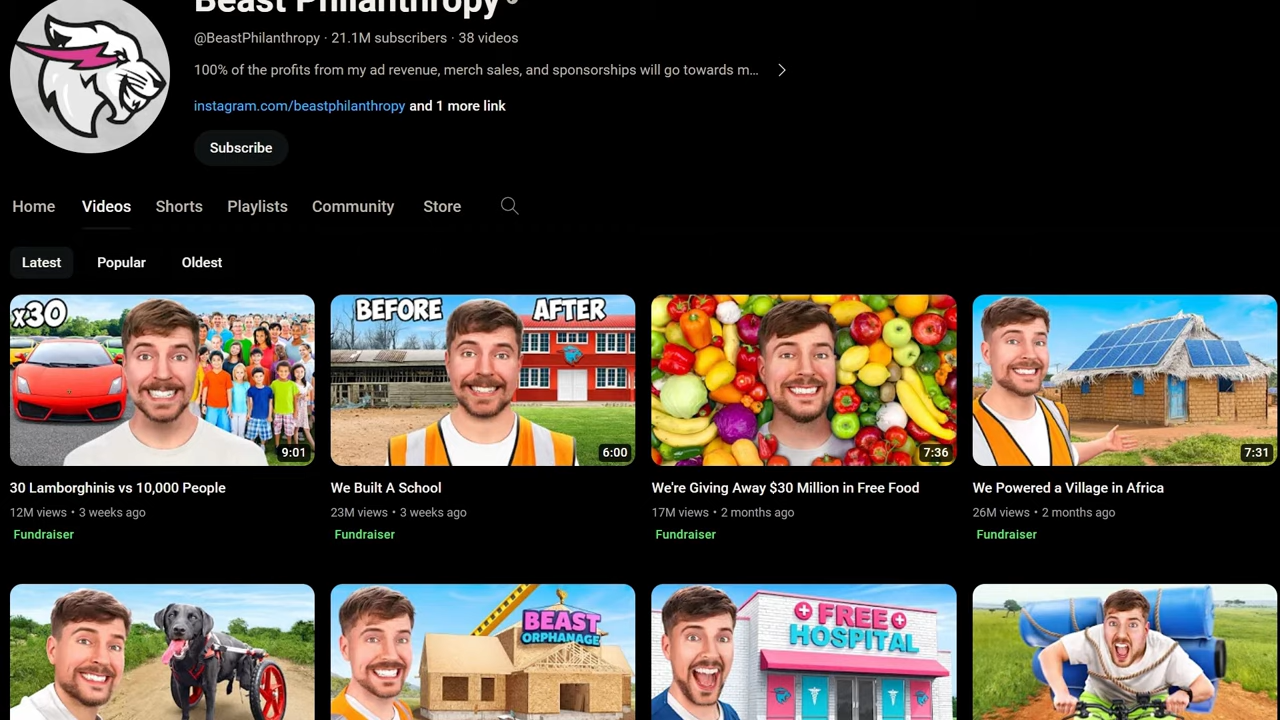 Beast Philanthropy
@BeastPhilanthropy · 21.1M subscribers · 38 videos
100% of the profits from my ad revenue, merch sales, and sponsorships will go towards m...
instagram.com/beastphilanthropy and 1 more link
Subscribe
Home Videos Shorts Playlists Community Store
Latest Popular Oldest
x30
BEFORE AFTER
9:01
6:00
7:36
7:31
30 Lamborghinis vs 10,000 People
12M views • 3 weeks ago
Fundraiser
We Built A School
23M views • 3 weeks ago
Fundraiser
We're Giving Away $30 Million in Free Food
17M views • 2 months ago
Fundraiser
We Powered a Village in Africa
26M views • 2 months ago
Fundraiser
BEAST
ORPHANAGE
FREE
HOSPITAL